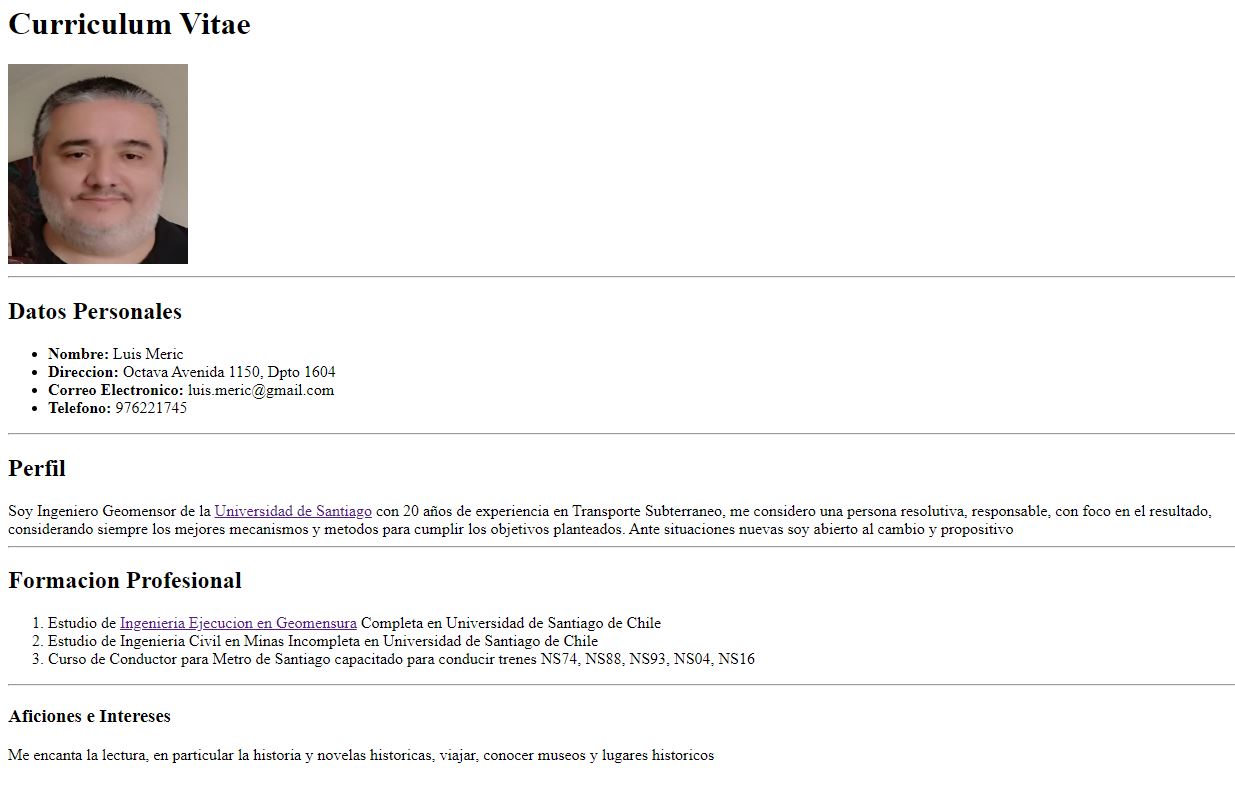 Curriculum Vitae
Datos Personales
• Nombre: Luis Meric
• Direccion: Octava Avenida 1150, Dpto 1604
• Correo Electronico: luis.meric@gmail.com
• Telefono: 976221745
Perfil
Soy Ingeniero Geomensor de la Universidad de Santiago con 20 años de experiencia en Transporte Subterraneo, me considero una persona resolutiva, responsable, con foco en el resultado,
considerando siempre los mejores mecanismos y metodos para cumplir los objetivos planteados. Ante situaciones nuevas soy abierto al cambio y propositivo
Formacion Profesional
1. Estudio de Ingenieria Ejecucion en Geomensura Completa en Universidad de Santiago de Chile
2. Estudio de Ingenieria Civil en Minas Incompleta en Universidad de Santiago de Chile
3. Curso de Conductor para Metro de Santiago capacitado para conducir trenes NS74, NS88, NS93, NS04, NS16
Aficiones e Intereses
Me encanta la lectura, en particular la historia y novelas historicas, viajar, conocer museos y lugares historicos